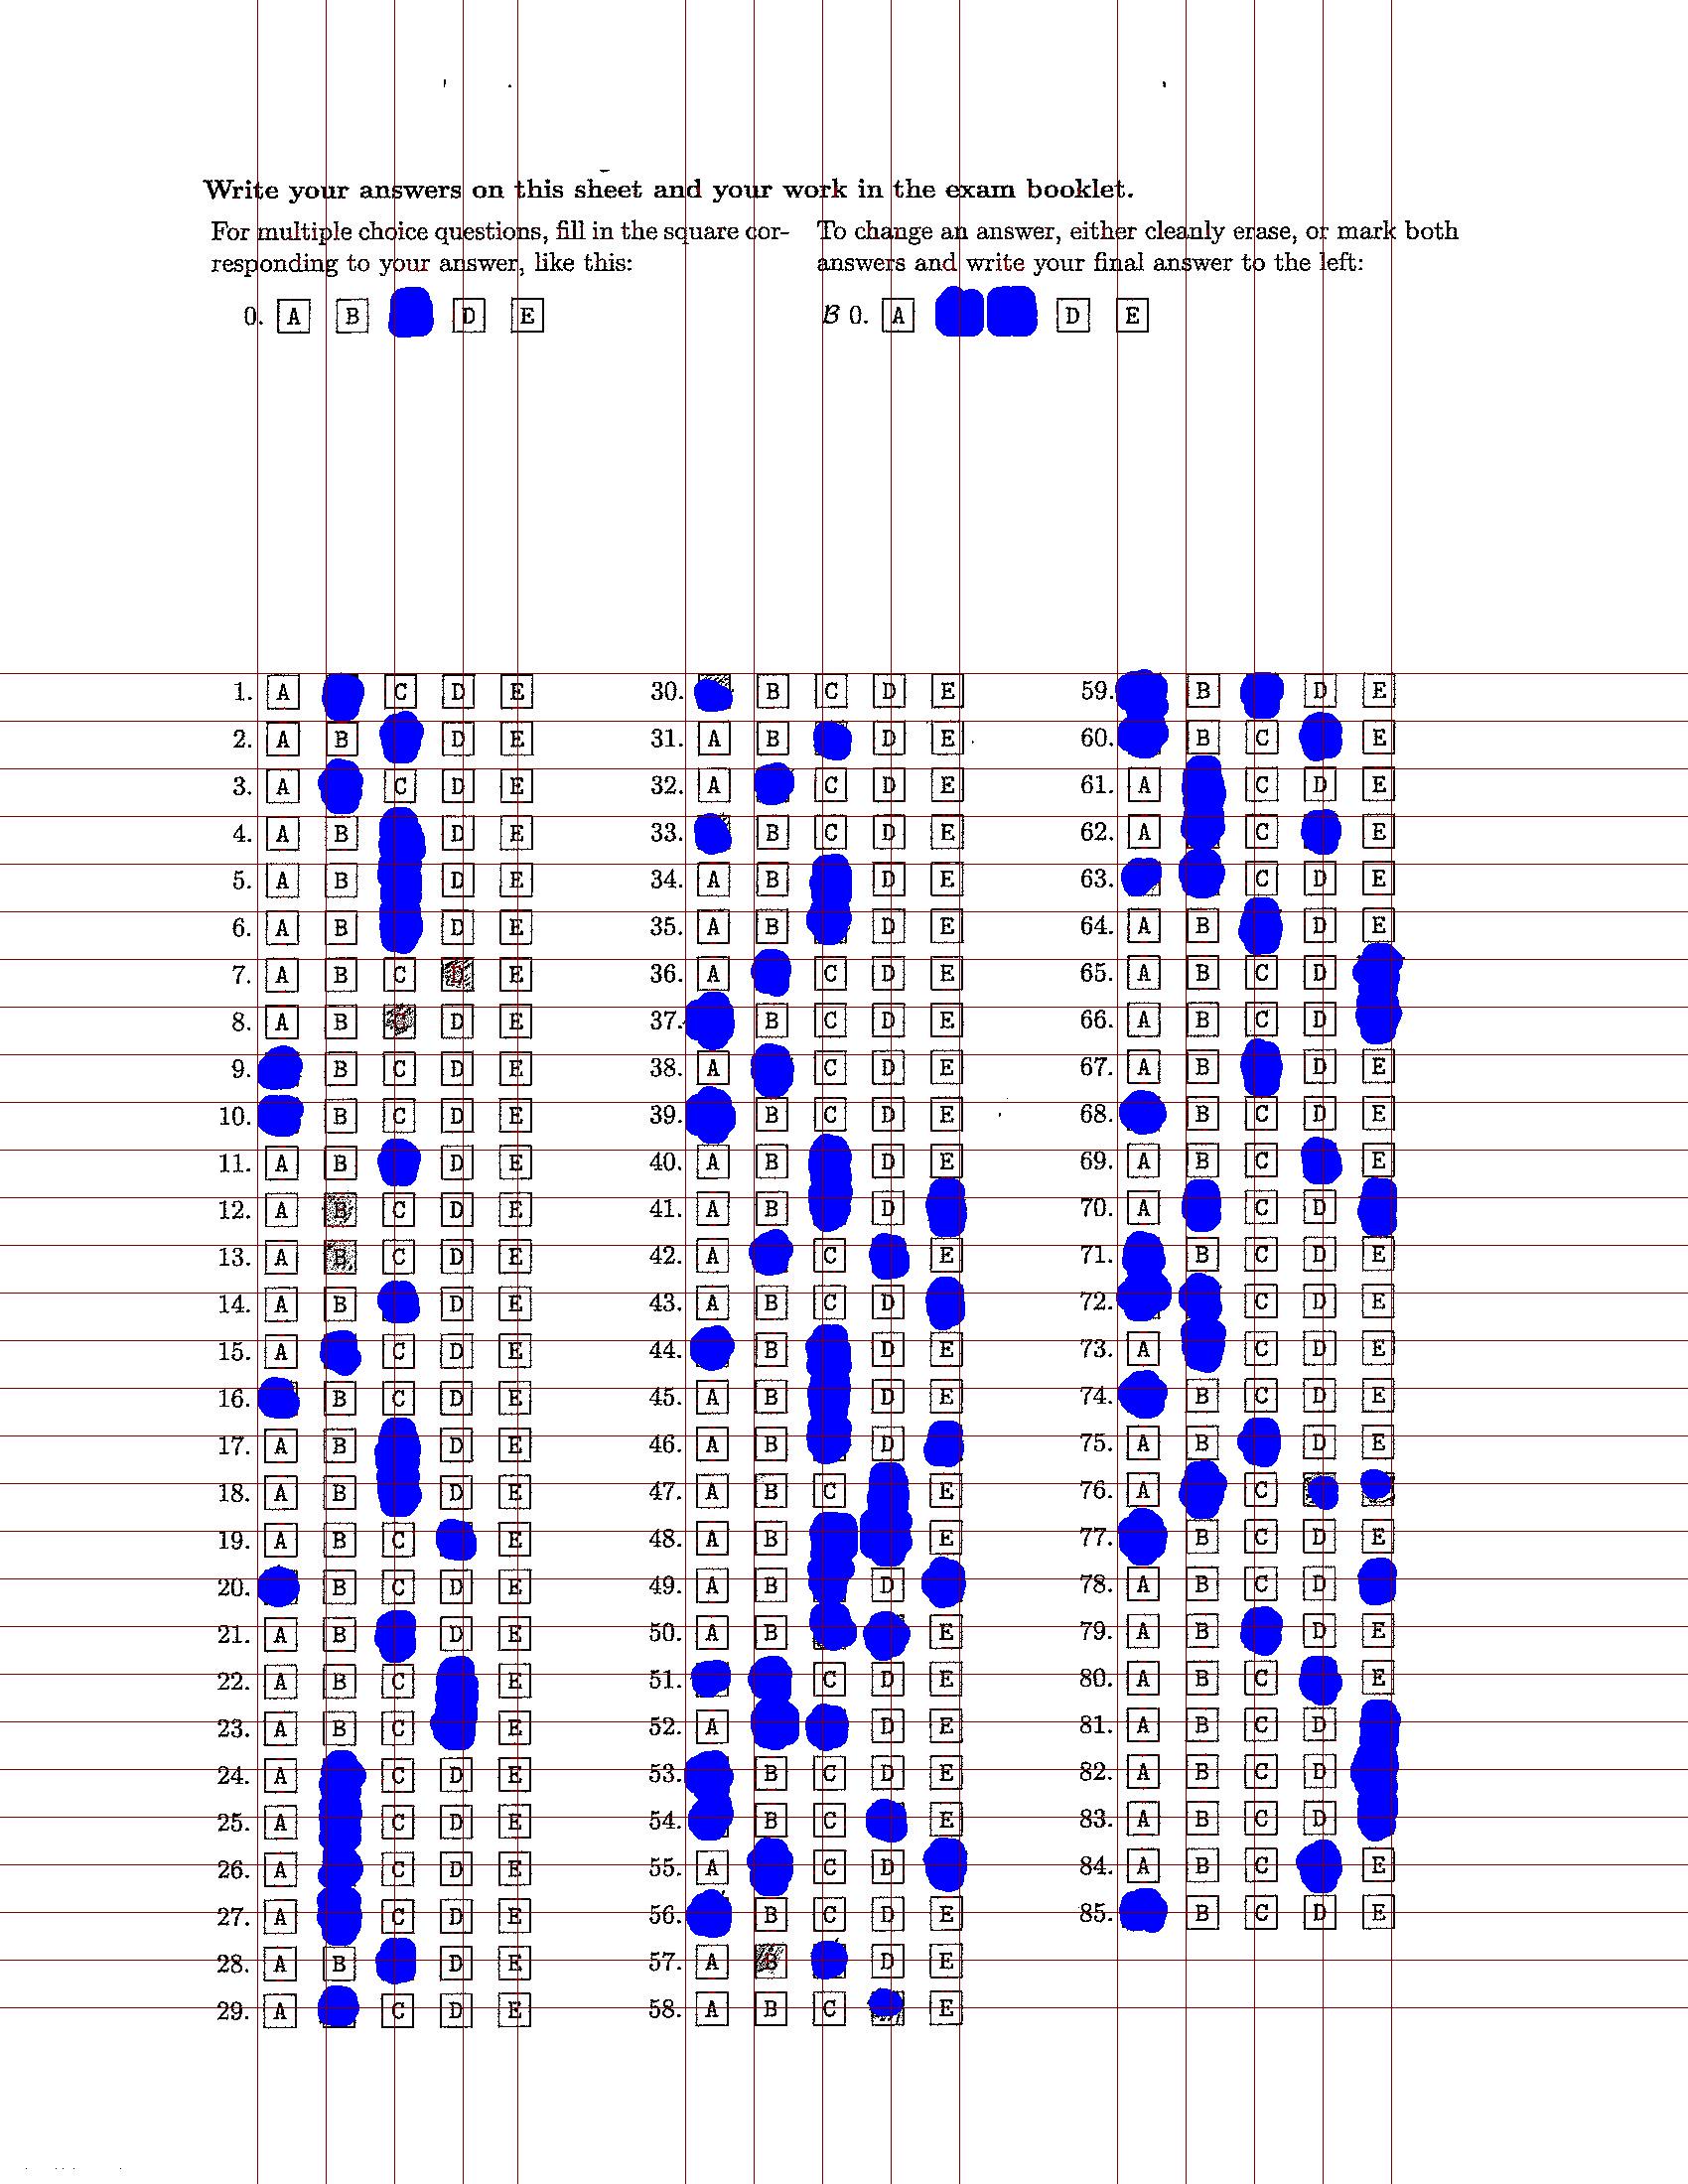 Write your answers on this sheet and your work in the exam booklet.
For multiple choice questions, fill in the square cor-
responding to your answer, like this:
To change an answer, either cleanly erase, or mark both
answers and write your final answer to the left:
0. A B D E
B 0. A D E
1. A C D E
2. A B D E
3. A C D E
4. A B D E
5. A B D E
6. A B D E
7. A B C E
8. A B D E
9. B C D E
10. B C D E
11. A B D E
12. A B C D E
13. A B C D E
14. A B D E
15. A C D E
16. B C D E
17. A B D E
18. A B D E
19. A B C E
20. B C D E
21. A B D E
22. A B C E
23. A B C E
24. A C D E
25. A C D E
26. A C D E
27. A C D E
28. A B D E
29. A C D E
30. B C D E
31. A B D E
32. A C D E
33. B C D E
34. A B D E
35. A B D E
36. A C D E
37. B C D E
38. A C D E
39. B C D E
40. A B D E
41. A B D
42. A C E
43. A B C D
44. B D E
45. A B D E
46. A B D
47. A B C E
48. A B E
49. A B D
50. A B E
51. C D E
52. A D E
53. B C D E
54. B C E
55. A C D
56. B C D E
57. A B D E
58. A B C E
59. B D E
60. B C E
61. A C D E
62. A C E
63. C D E
64. A B D E
65. A B C D
66. A B C D
67. A B D E
68. B C D E
69. A B C E
70. A C D
71. B C D E
72. C D E
73. A C D E
74. B C D E
75. A B D E
76. A C
77. B C D E
78. A B C D
79. A B D E
80. A B C E
81. A B C D
82. A B C D
83. A B C D
84. A B C E
85. B C D E